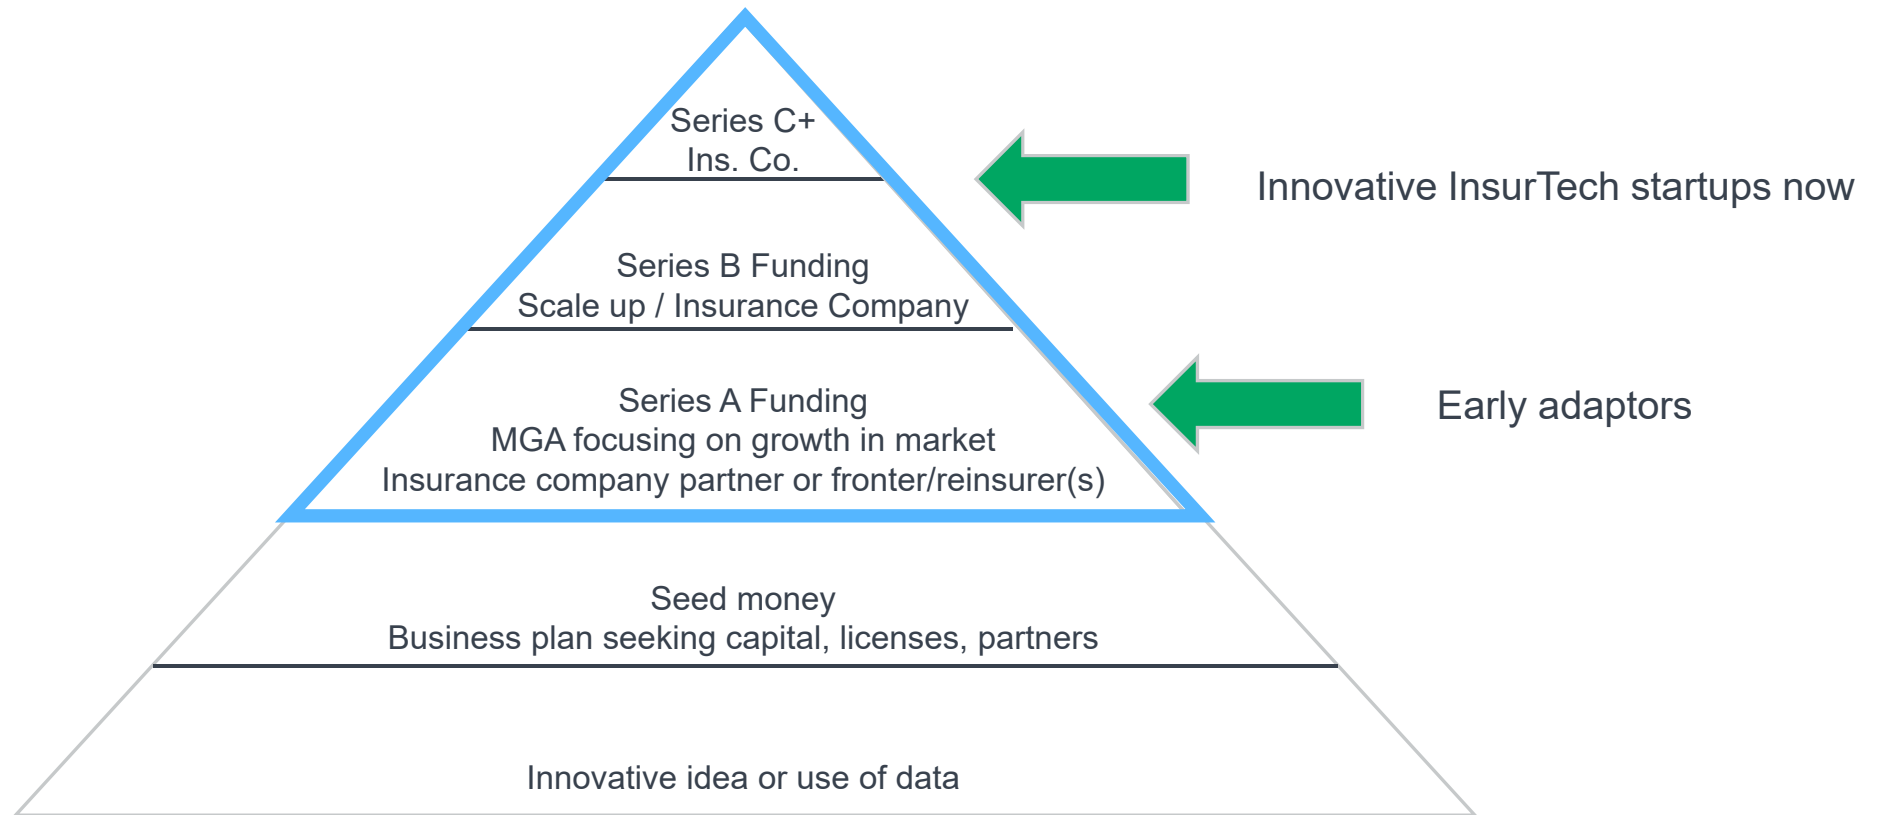 Series C+
Ins. Co.
Innovative InsurTech startups now
Series B Funding
Scale up / Insurance Company
Series A Funding
MGA focusing on growth in market
Insurance company partner or fronter/reinsurer(s)
Early adaptors
Seed money
Business plan seeking capital, licenses, partners
Innovative idea or use of data